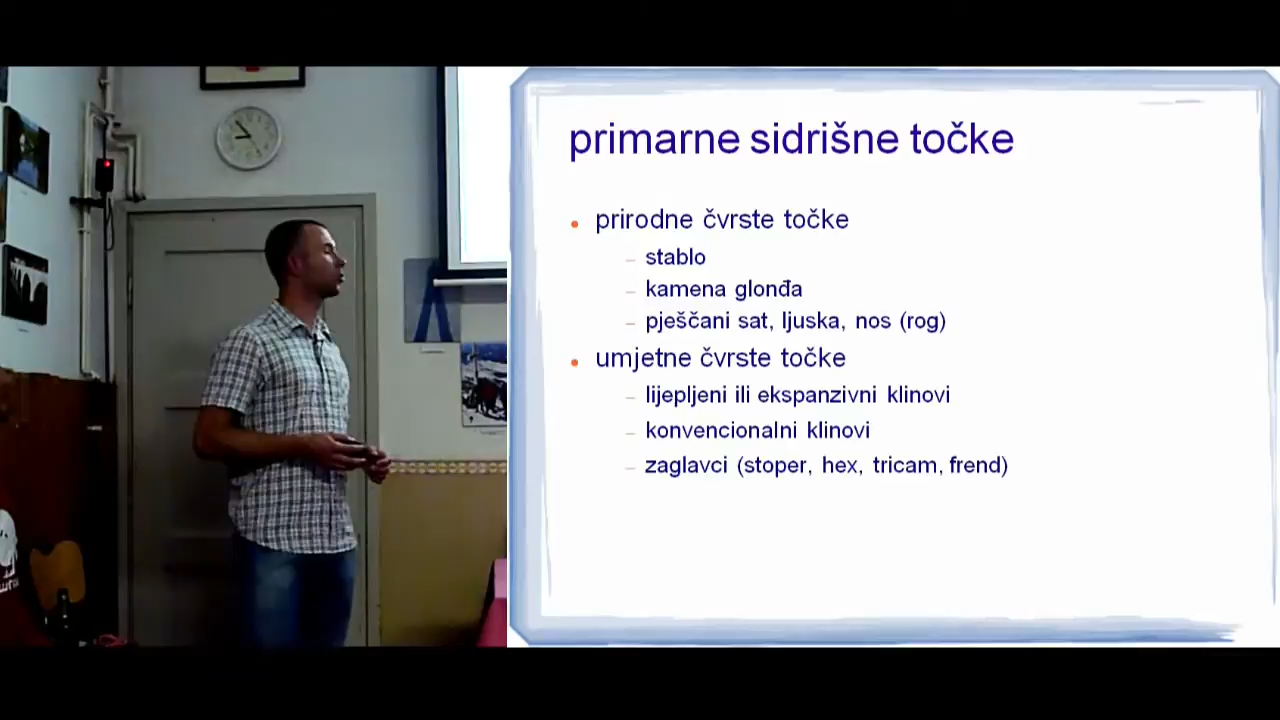 primarne sidrišne točke
prirodne čvrste točke
stablo
kamena glonđa
pješčani sat, ljuska, nos (rog)
umjetne čvrste točke
lijepljeni ili ekspanzivni klinovi
konvencionalni klinovi
zaglavci (stoper, hex, tricam, frend)